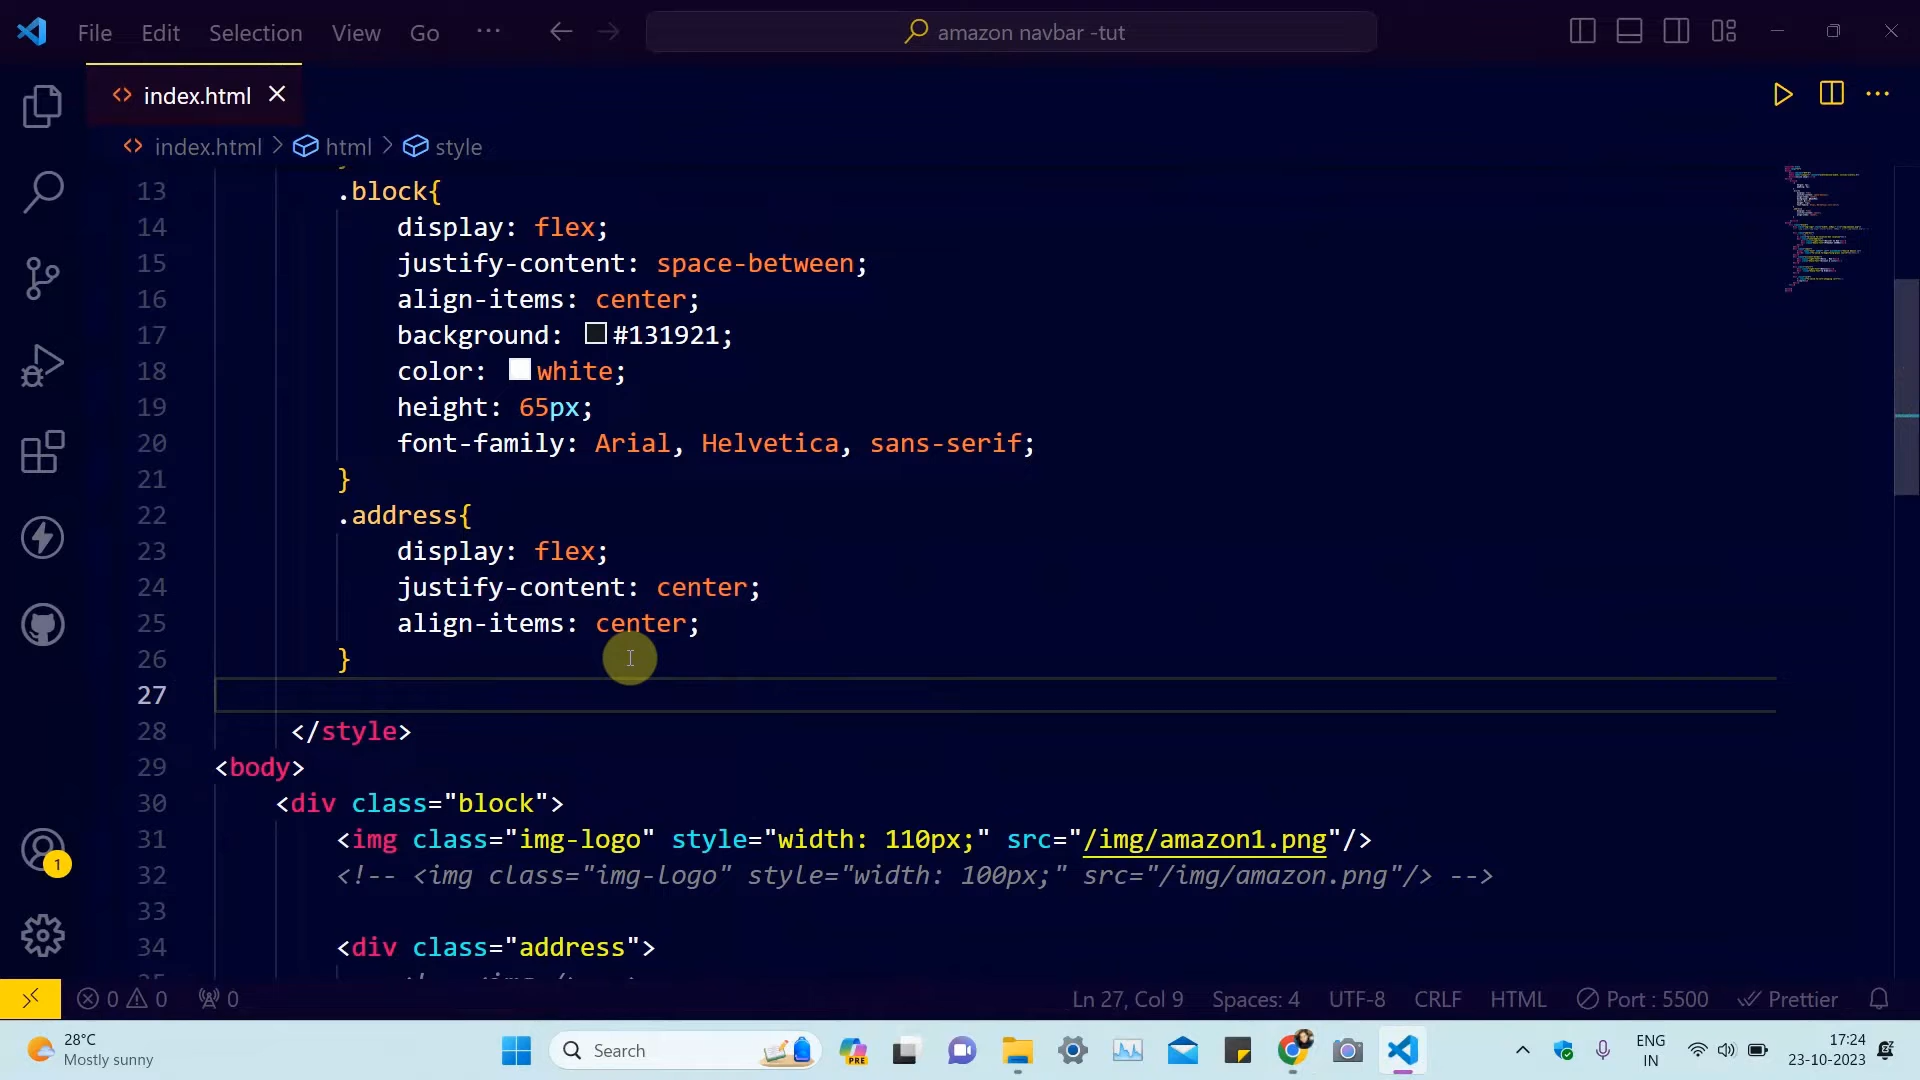 File Edit Selection View Go ··· amazon navbar -tut
index.html
index.html > html > style
13 .block{
14 display: flex;
15 justify-content: space-between;
16 align-items: center;
17 background: #131921;
18 color: white;
19 height: 65px;
20 font-family: Arial, Helvetica, sans-serif;
21 }
22 .address{
23 display: flex;
24 justify-content: center;
25 align-items: center;
26 }
27
28 </style>
29 <body>
30 <div class="block">
31 <img class="img-logo" style="width: 110px;" src="/img/amazon1.png"/>
32 <!-- <img class="img-logo" style="width: 100px;" src="/img/amazon.png"/> -->
33
34 <div class="address">
1
0 0 0 Ln 27, Col 9 Spaces: 4 UTF-8 CRLF HTML Port : 5500 Prettier
28°C
Mostly sunny
Search
PRE
ENG
IN
17:24
23-10-2023